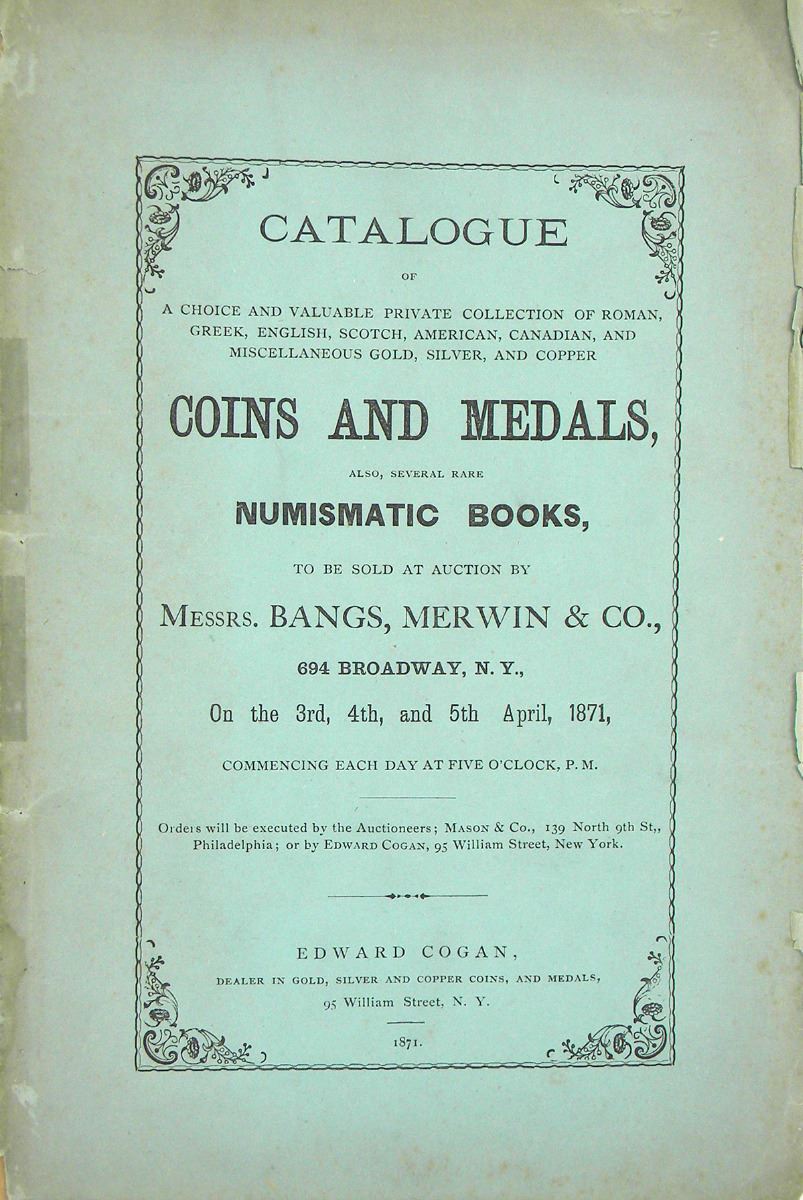 CATALOGUE
OF
A CHOICE AND VALUABLE PRIVATE COLLECTION OF ROMAN,
GREEK, ENGLISH, SCOTCH, AMERICAN, CANADIAN, AND
MISCELLANEOUS GOLD, SILVER, AND COPPER
COINS AND MEDALS,
ALSO, SEVERAL RARE
NUMISMATIC BOOKS,
TO BE SOLD AT AUCTION BY
MESSRS. BANGS, MERWIN & CO.,
694 BROADWAY, N. Y.,
On the 3rd, 4th, and 5th April, 1871,
COMMENCING EACH DAY AT FIVE O'CLOCK, P. M.
Orders will be executed by the Auctioneers; MASON & Co., 139 North 9th St,,
Philadelphia; or by EDWARD COGAN, 95 William Street, New York.
EDWARD COGAN,
DEALER IN GOLD, SILVER AND COPPER COINS, AND MEDALS,
95 William Street, N. Y.
1871.